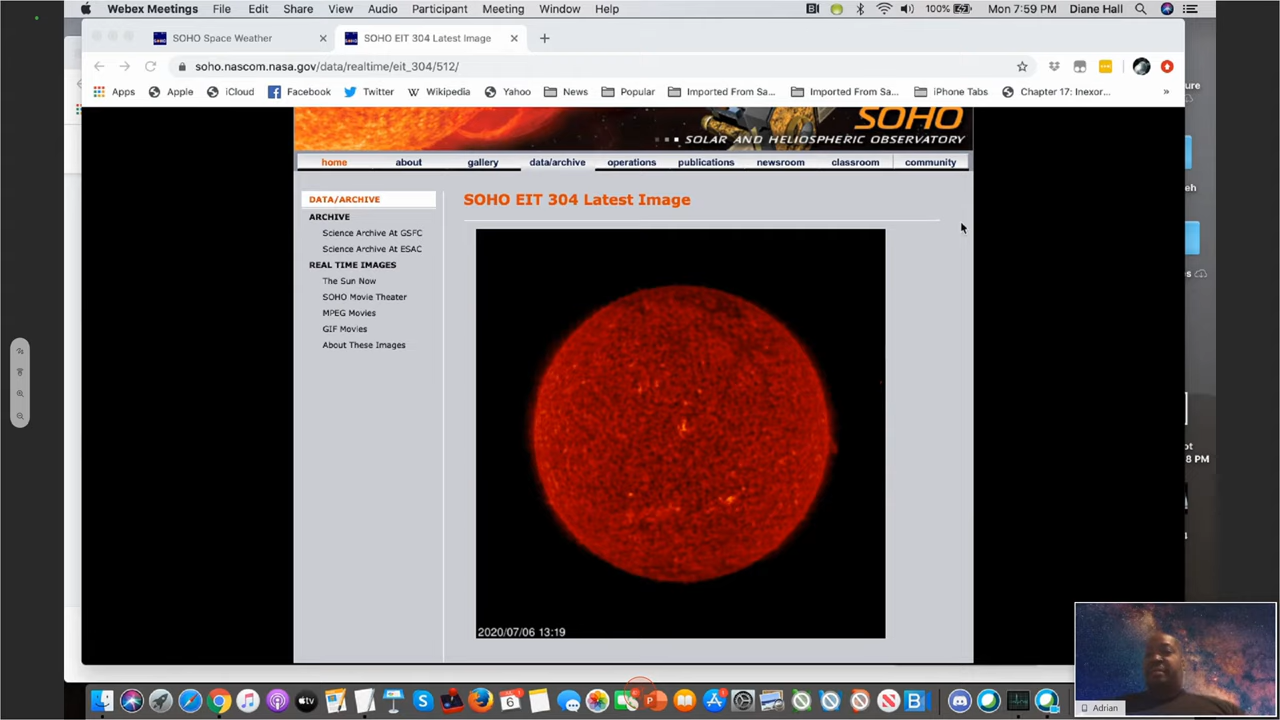 Webex Meetings File Edit Share View Audio Participant Meeting Window Help 100% Mon 7:59 PM Diane Hall
SOHO Space Weather SOHO EIT 304 Latest Image
soho.nascom.nasa.gov/data/realtime/eit_304/512/
Apps Apple iCloud Facebook Twitter Wikipedia Yahoo News Popular Imported From Sa... Imported From Sa... iPhone Tabs Chapter 17: Inexor... »
SOHO
SOLAR AND HELIOSPHERIC OBSERVATORY
home about gallery data/archive operations publications newsroom classroom community
DATA/ARCHIVE
ARCHIVE
Science Archive At GSFC
Science Archive At ESAC
REAL TIME IMAGES
The Sun Now
SOHO Movie Theater
MPEG Movies
GIF Movies
About These Images
SOHO EIT 304 Latest Image
2020/07/06 13:19
Adrian